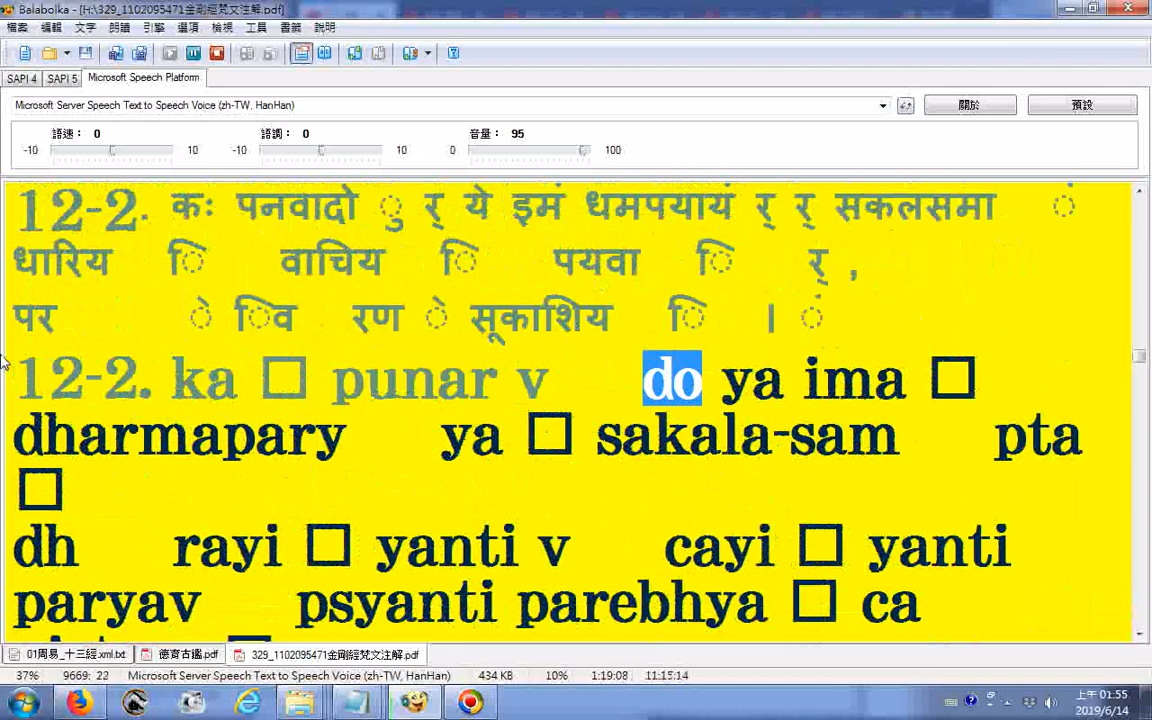 Balabolka - [H:\329_1102095471金剛經梵文注解.pdf]
檔案 編輯 文字 朗讀 引擎 選項 檢視 工具 書籤 說明
SAPI 4 SAPI 5 Microsoft Speech Platform
Microsoft Server Speech Text to Speech Voice (zh-TW, HanHan) 關於 預設
語速： 0 語調： 0 音量： 95
-10 10 -10 10 0 100
12-2. कः पनवादो ु र् ये इमं धमपयायं र् र् सकलसमा ं
धारिय ि वाचिय ि पयवा ि र् ,
पर े िव रण े सूकाशिय ि । ं
12-2. ka □ punar v do ya ima □
dharmapary ya □ sakala-sam pta
□
dh rayi □ yanti v cayi □ yanti
paryav psyanti parebhya □ ca
01周易_十三經.xml.txt 德育古鑑.pdf 329_1102095471金剛經梵文注解.pdf
37% 9669: 22 Microsoft Server Speech Text to Speech Voice (zh-TW, HanHan) 434 KB 10% 1:19:08 11:15:14
上午 01:55
2019/6/14